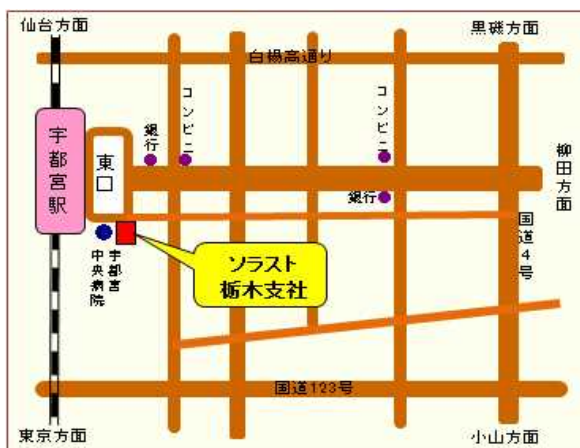 仙台方面
黒磯方面
白楊高通り
コンビニ
コンビニ
銀行
宇都宮駅
東口
柳田方面
銀行
国道4号
宇都宮
中央病院
ソラスト
栃木支社
国道123号
東京方面
小山方面